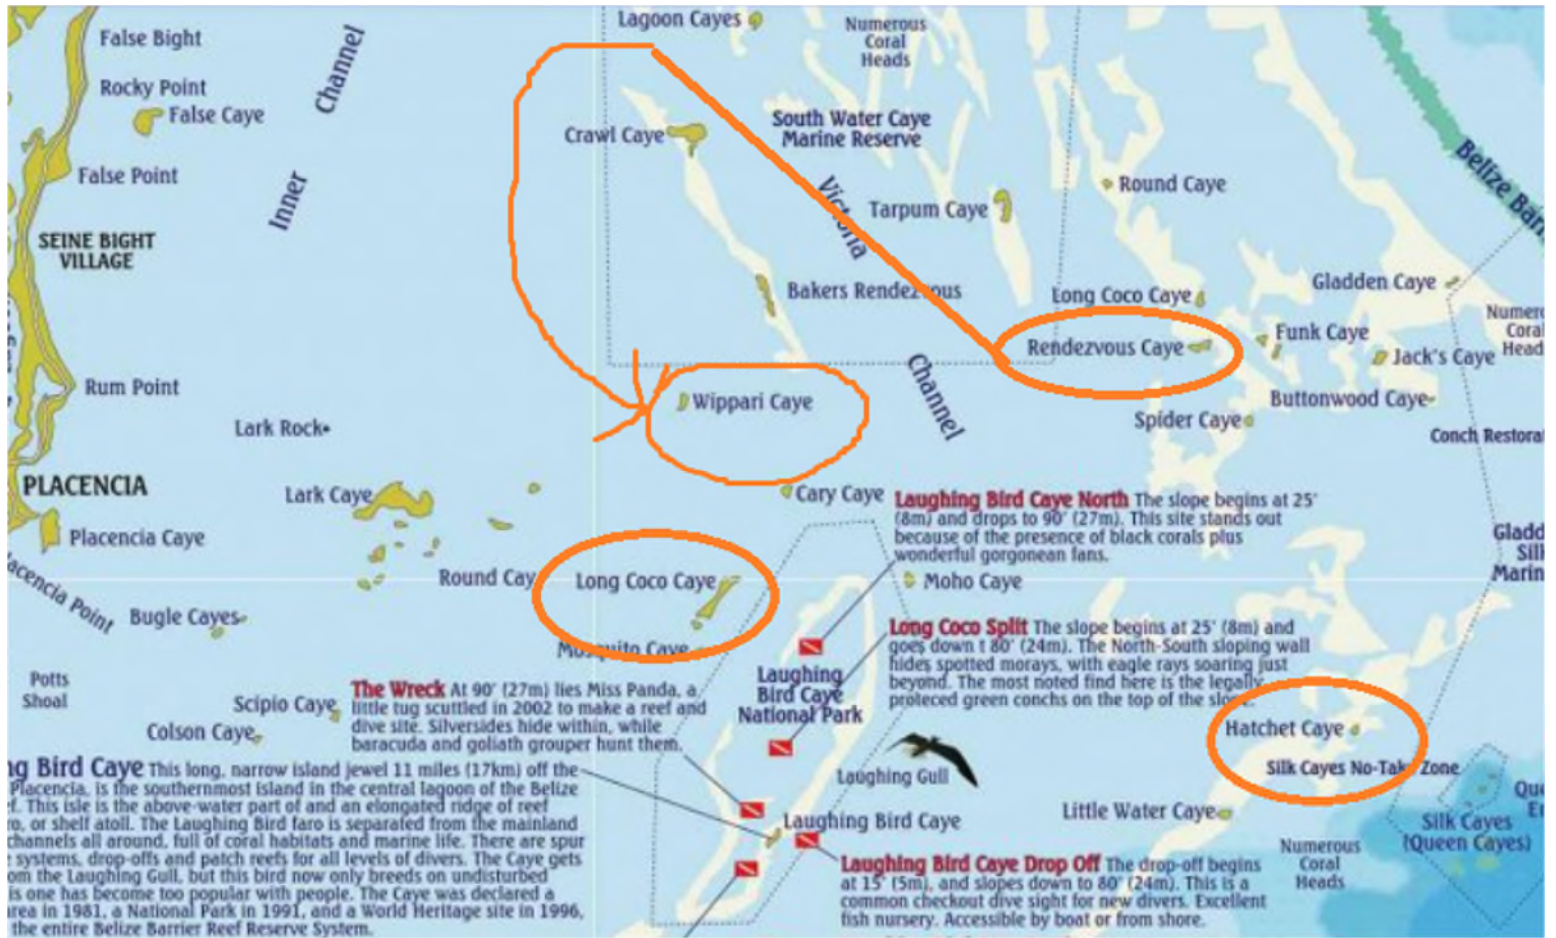 Lagoon Cayes
Numerous
Coral
Heads
False Bight
Rocky Point
False Caye
Inner
Channel
Crawl Caye
South Water Caye
Marine Reserve
Belize
False Point
Round Caye
Victoria
Channel
Tarpum Caye
SEINE BIGHT
VILLAGE
Bakers Rendezvous
Long Coco Caye
Gladden Caye
Rendezvous Caye
Funk Caye
Jack's Caye
Coral
Head
Rum Point
Wippari Caye
Buttonwood Caye
Spider Caye
Lark Rock
Conch
PLACENCIA
Lark Caye
Cary Caye
Placencia Caye
Round Cay
Long Coco Caye
Moho Caye
Laughing Bird Caye North The slope begins at 25'
(8m) and drops to 90' (27m). This site stands out
because of the presence of black corals plus
wonderful gorgonean fans.
Point
Bugle Cayes
Mosquito Caye
Long Coco Split The slope begins at 25' (8m) and
goes down t 80' (24m). The North-South sloping wall
hides spotted morays, with eagle rays soaring just
beyond. The most noted find here is the legally
proteced green conchs on the top of the slope.
Potts
Shoal
Scipio Caye
Colson Caye
The Wreck At 90' (27m) lies Miss Panda, a
little tug scuttled in 2002 to make a reef and
dive site. Silversides hide within, while
baracuda and goliath grouper hunt them.
Laughing
Bird Caye
National Park
Hatchet Caye
Silk Cayes No-Take Zone
Laughing Gull
Little Water Caye
Laughing Bird Caye
Silk Cayes
(Queen Cayes)
Numerous
Coral
Heads
ng Bird Caye This long, narrow island jewel 11 miles (17km) off the
Placencia, is the southernmost island in the central lagoon of the Belize
f. This isle is the above-water part of and an elongated ridge of reef
ro, or shelf atoll. The Laughing Bird faro is separated from the mainland
channels all around, full of coral habitats and marine life. There are spur
systems, drop-offs and patch reefs for all levels of divers. The Caye gets
om the Laughing Gull, but this bird now only breeds on undisturbed
is one has become too popular with people. The Caye was declared a
area in 1981, a National Park in 1991, and a World Heritage site in 1996,
the entire Belize Barrier Reef Reserve System.
Laughing Bird Caye Drop Off The drop-off begins
at 15' (5m), and slopes down to 80' (24m). This is a
common checkout dive sight for new divers. Excellent
fish nursery. Accessible by boat or from shore.